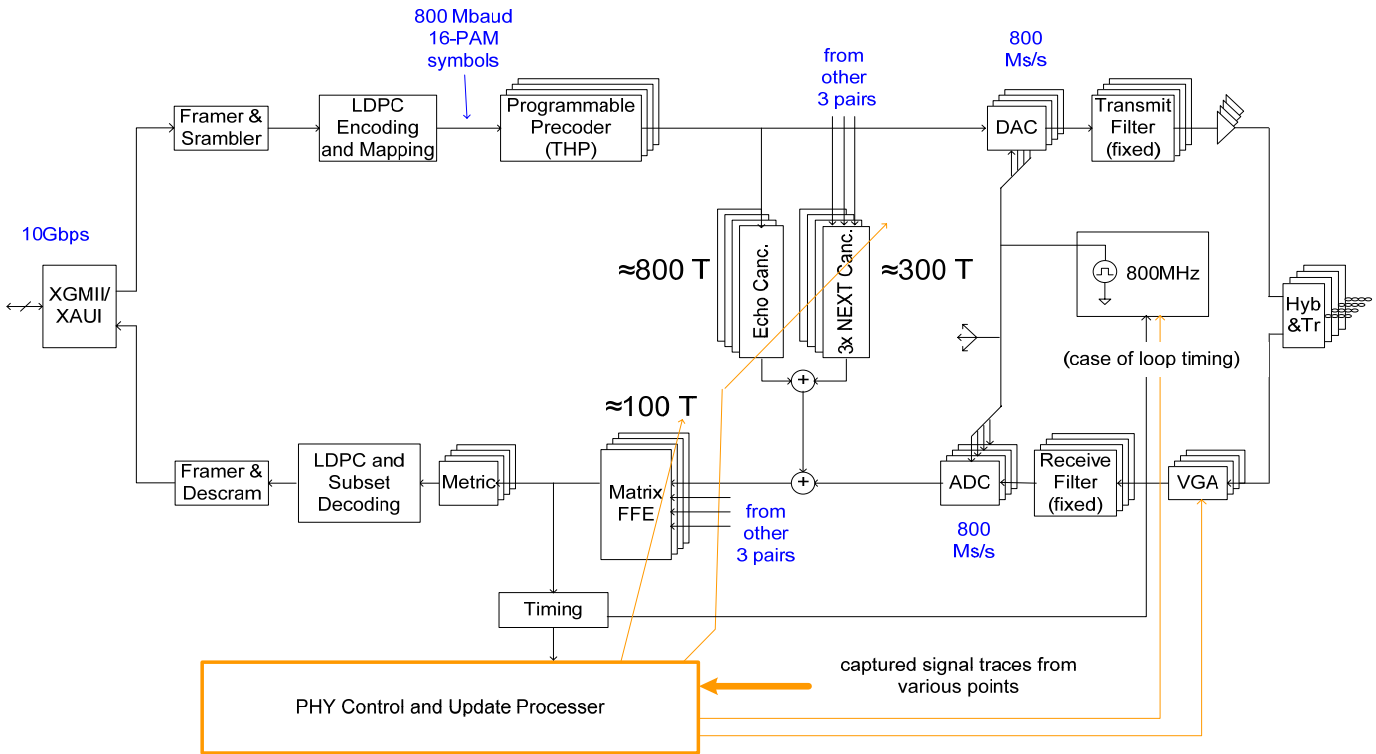 800 Mbaud
16-PAM
symbols
from
other
3 pairs
800
Ms/s
Framer &
Srambler
LDPC
Encoding
and Mapping
Programmable
Precoder
(THP)
DAC
Transmit
Filter
(fixed)
10Gbps
XGMII/
XAUI
≈800 T
Echo Canc.
3x NEXT Canc.
≈300 T
800MHz
Hyb
&Tr
(case of loop timing)
+
≈100 T
Framer &
Descram
LDPC and
Subset
Decoding
Metric
Matrix
FFE
from
other
3 pairs
+
ADC
800
Ms/s
Receive
Filter
(fixed)
VGA
Timing
PHY Control and Update Processer
captured signal traces from
various points